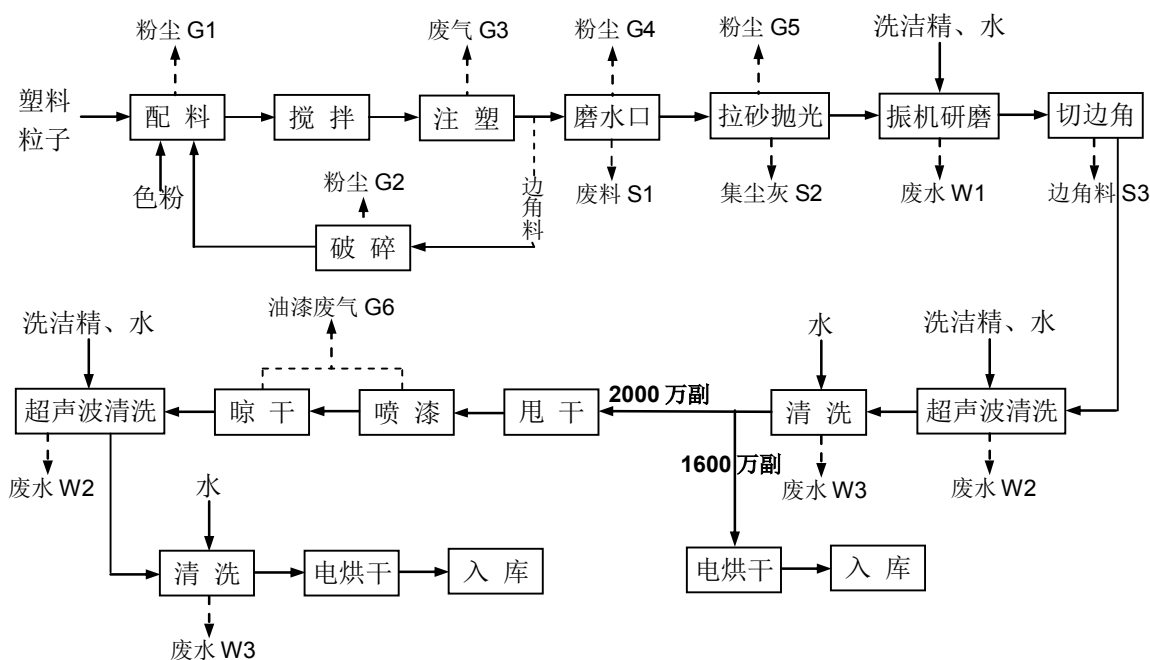 粉尘 G1
废气 G3
粉尘 G4
粉尘 G5
洗洁精、水
塑料
粒子
配 料
搅 拌
注 塑
磨水口
拉砂抛光
振机研磨
切边角
色粉
粉尘 G2
边角料
废料 S1
集尘灰 S2
废水 W1
边角料 S3
破 碎
油漆废气 G6
洗洁精、水
水
洗洁精、水
超声波清洗
晾 干
喷漆
甩干
2000 万副
清 洗
超声波清洗
1600 万副
废水 W2
水
废水 W3
废水 W2
清 洗
电烘干
入 库
电烘干
入 库
废水 W3